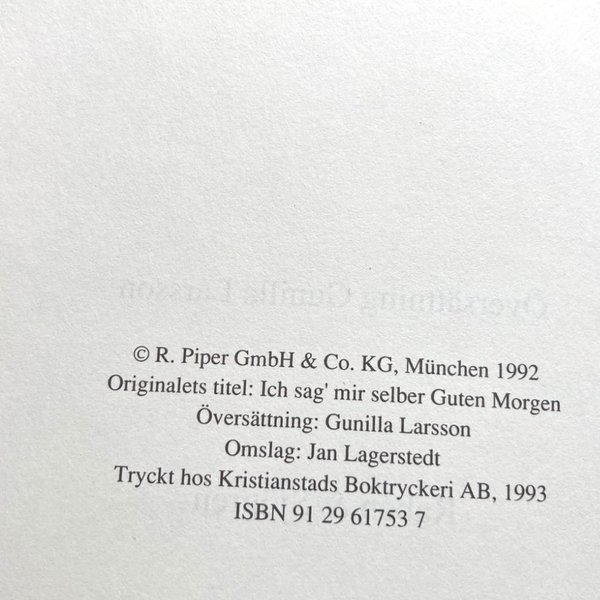 © R. Piper GmbH & Co. KG, München 1992
Originalets titel: Ich sag' mir selber Guten Morgen
Översättning: Gunilla Larsson
Omslag: Jan Lagerstedt
Tryckt hos Kristianstads Boktryckeri AB, 1993
ISBN 91 29 61753 7